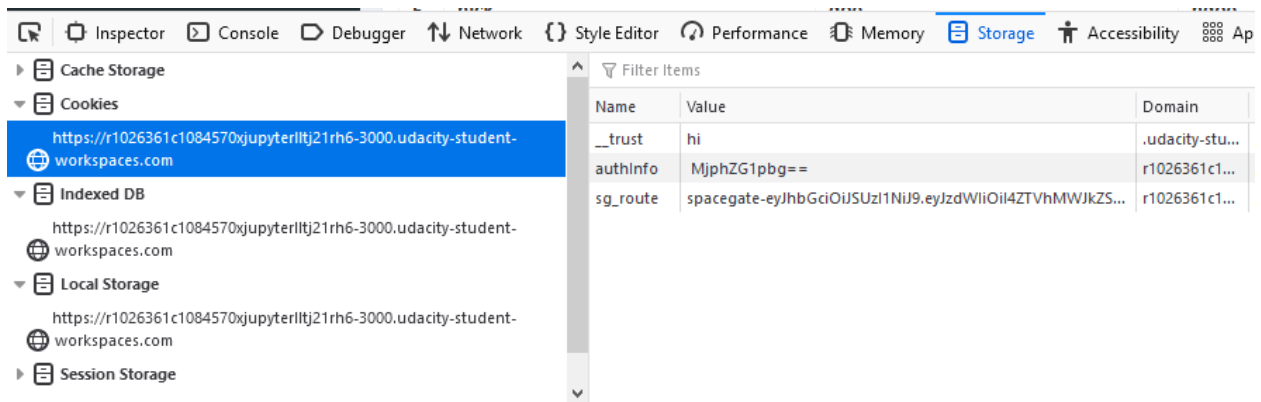 Inspector Console Debugger Network Style Editor Performance Memory Storage Accessibility Ap
Cache Storage
Cookies
https://r1026361c1084570xjupyterlltj21rh6-3000.udacity-student-
workspaces.com
Indexed DB
https://r1026361c1084570xjupyterlltj21rh6-3000.udacity-student-
workspaces.com
Local Storage
https://r1026361c1084570xjupyterlltj21rh6-3000.udacity-student-
workspaces.com
Session Storage
Filter Items
Name Value Domain
__trust hi .udacity-stu...
authInfo MjphZG1pbg== r1026361c1...
sg_route spacegate-eyJhbGciOiJSUzI1NiJ9.eyJzdWIiOiI4ZTVhMWJkZS... r1026361c1...